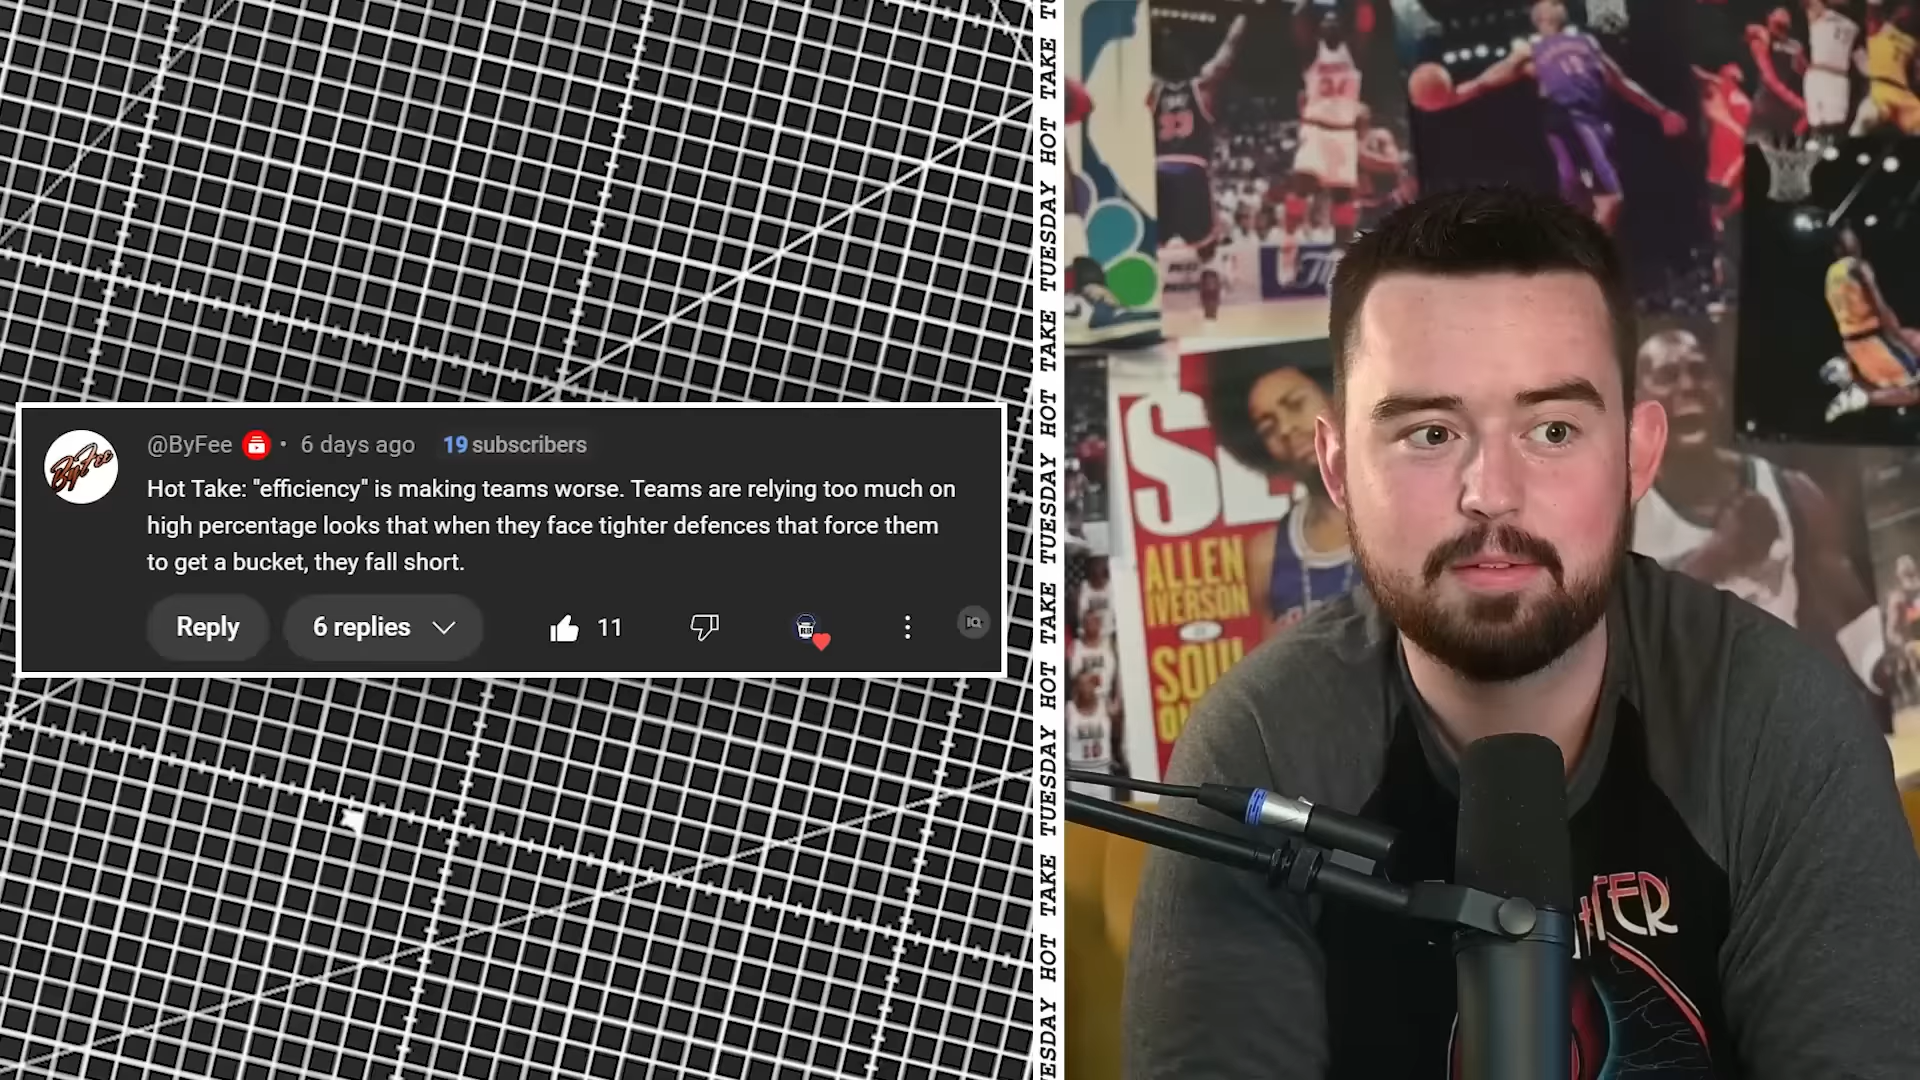 @ByFee • 6 days ago 19 subscribers
Hot Take: "efficiency" is making teams worse. Teams are relying too much on
high percentage looks that when they face tighter defences that force them
to get a bucket, they fall short.
Reply 6 replies 11
HOT TAKE TUESDAY HOT TAKE TUESDAY HOT TAKE TUESDAY HOT TAKE
ALLEN
IVERSON
SOUL